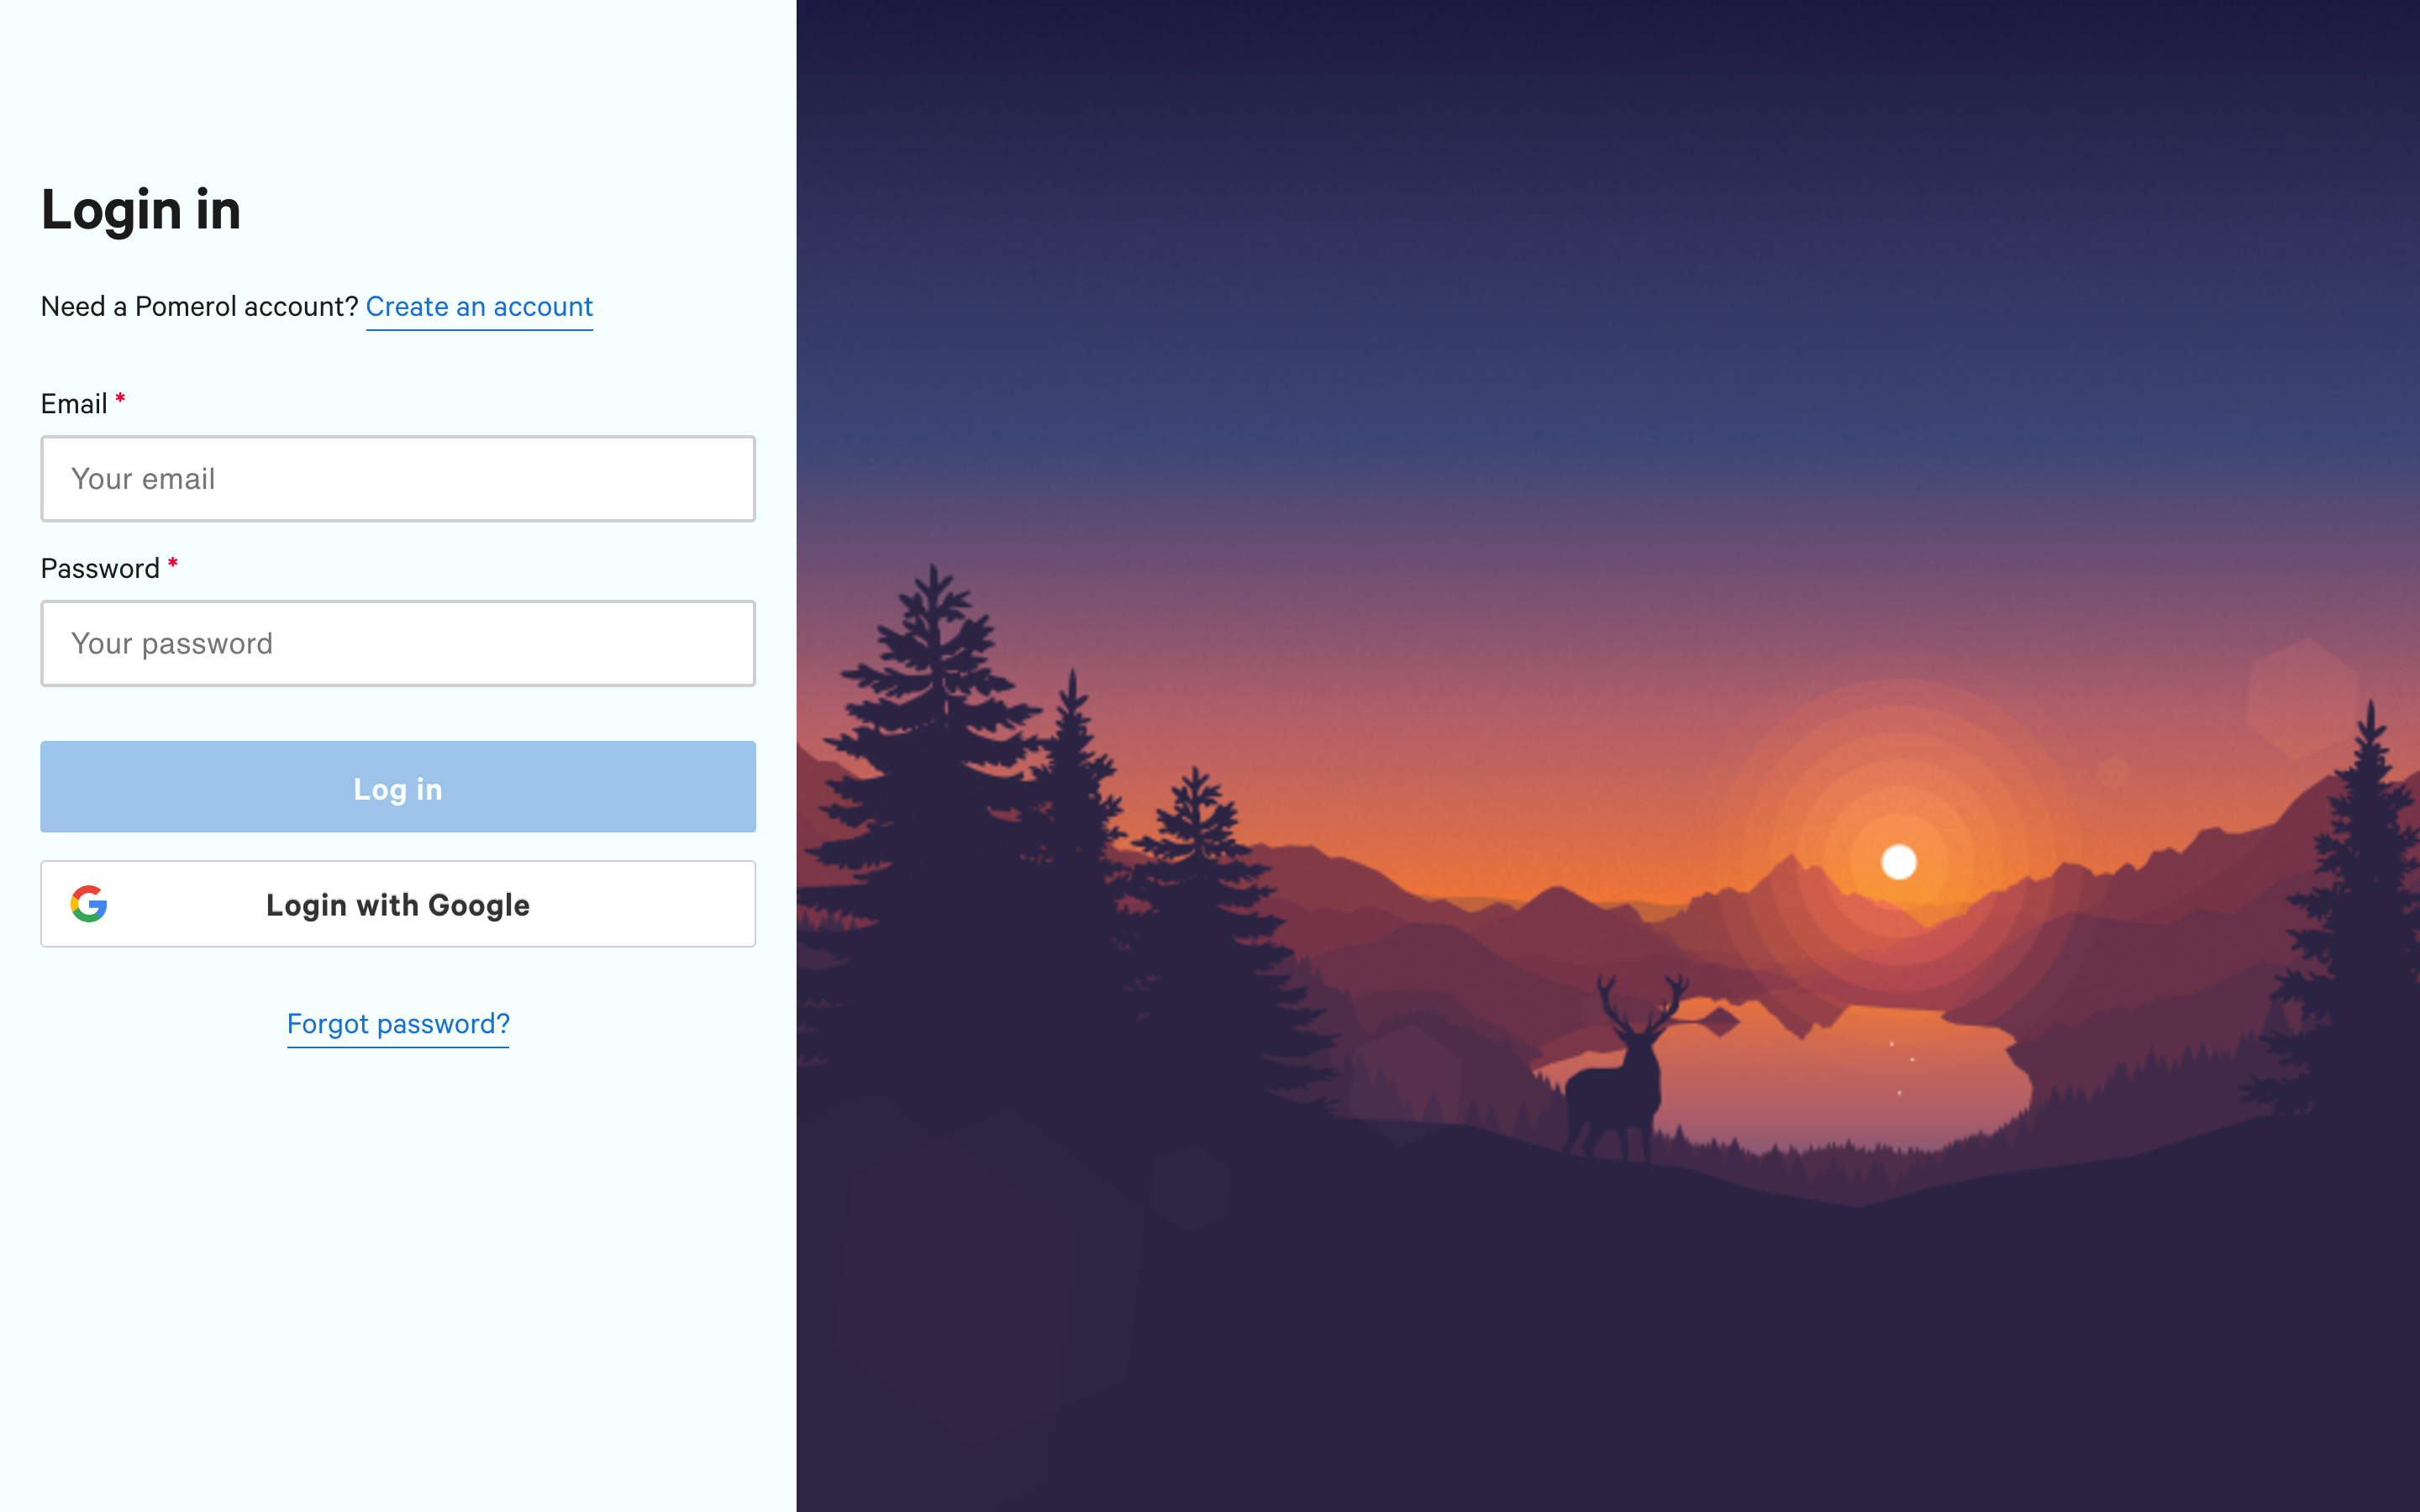 Login in
Need a Pomerol account? Create an account
Email *
Your email
Password *
Your password
Log in
Login with Google
Forgot password?